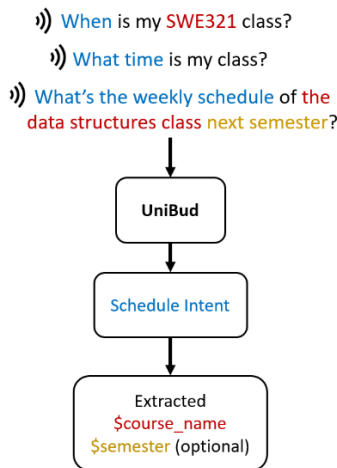 When is my SWE321 class?
What time is my class?
What's the weekly schedule of the
data structures class next semester?
UniBud
Schedule Intent
Extracted
$course_name
$semester (optional)